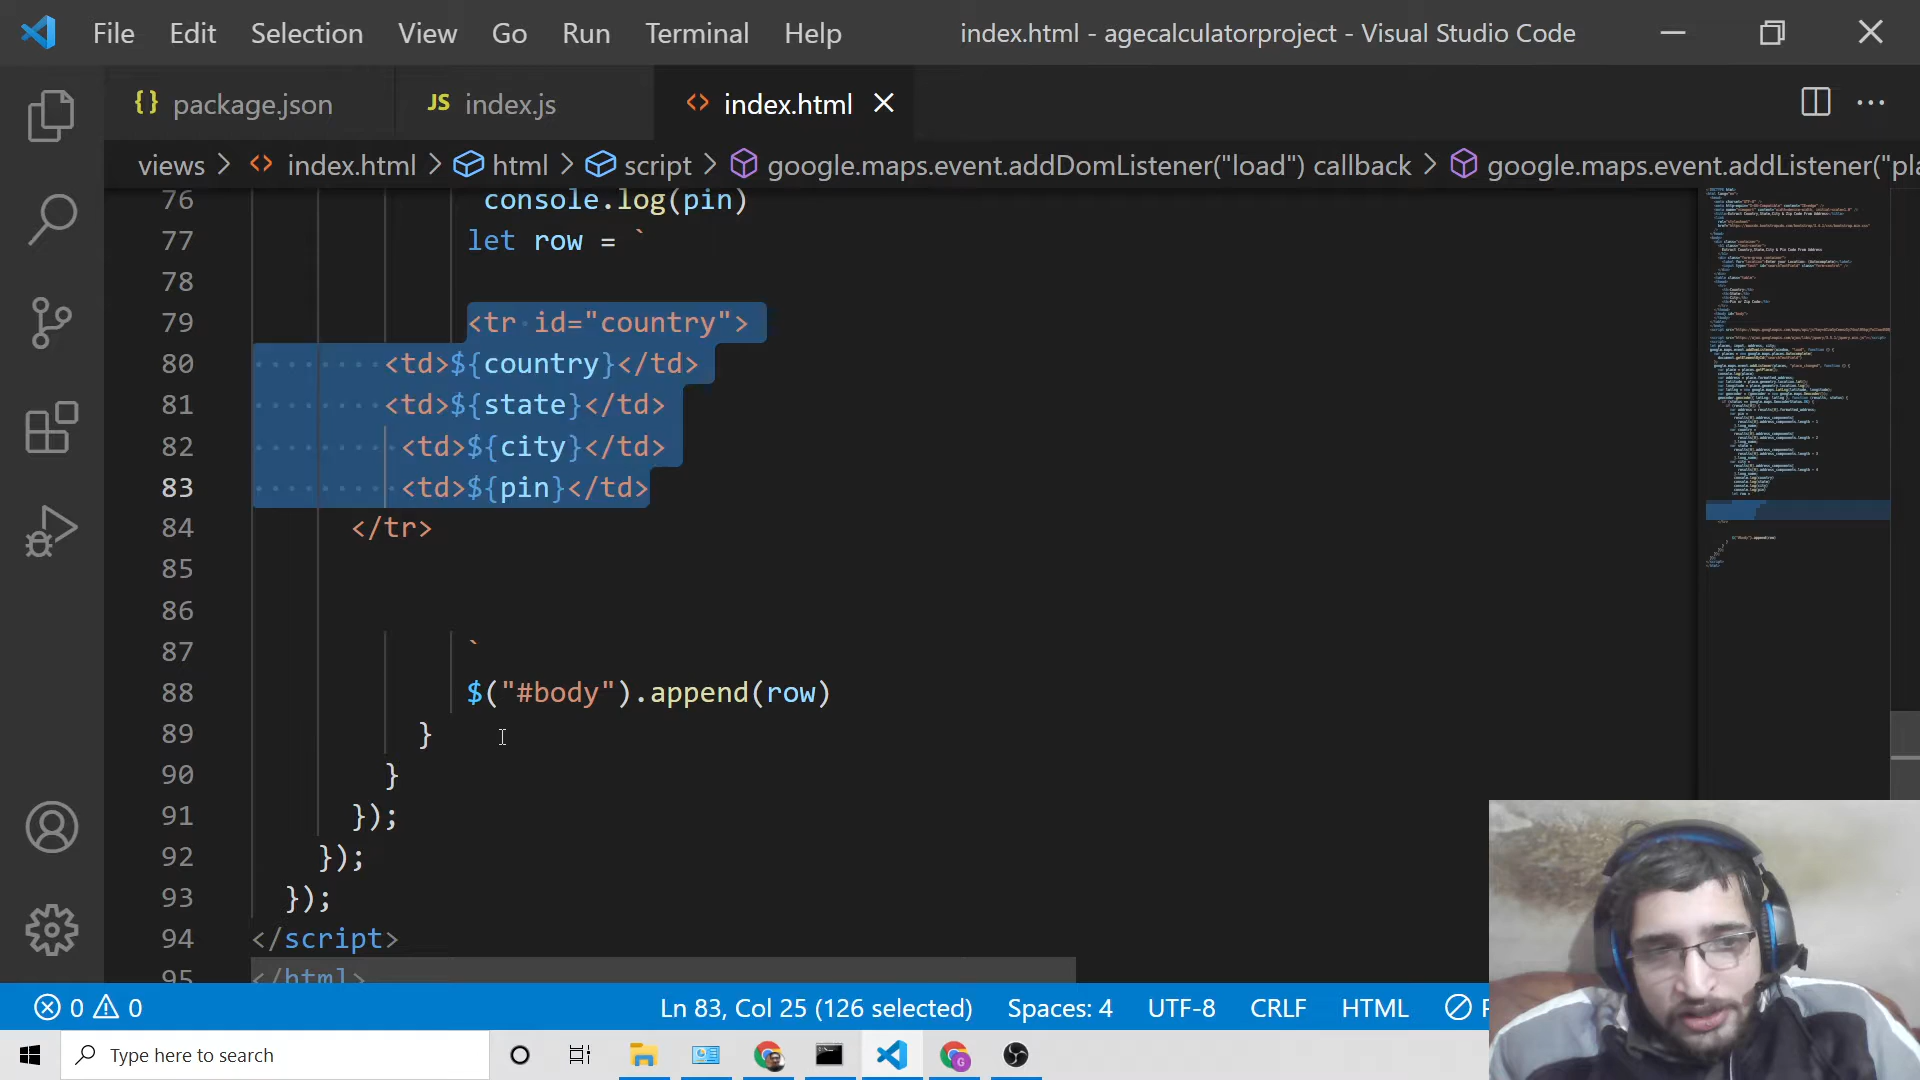 File Edit Selection View Go Run Terminal Help index.html - agecalculatorproject - Visual Studio Code
{} package.json JS index.js <> index.html
views > <> index.html > html > script > google.maps.event.addDomListener("load") callback > google.maps.event.addListener("pla
76 console.log(pin)
77 let row = `
78
79 <tr id="country">
80 <td>${country}</td>
81 <td>${state}</td>
82 <td>${city}</td>
83 <td>${pin}</td>
84 </tr>
85
86
87 `
88 $("#body").append(row)
89 }
90 }
91 });
92 });
93 });
94 </script>
95 </html>
0 0 Ln 83, Col 25 (126 selected) Spaces: 4 UTF-8 CRLF HTML
Type here to search